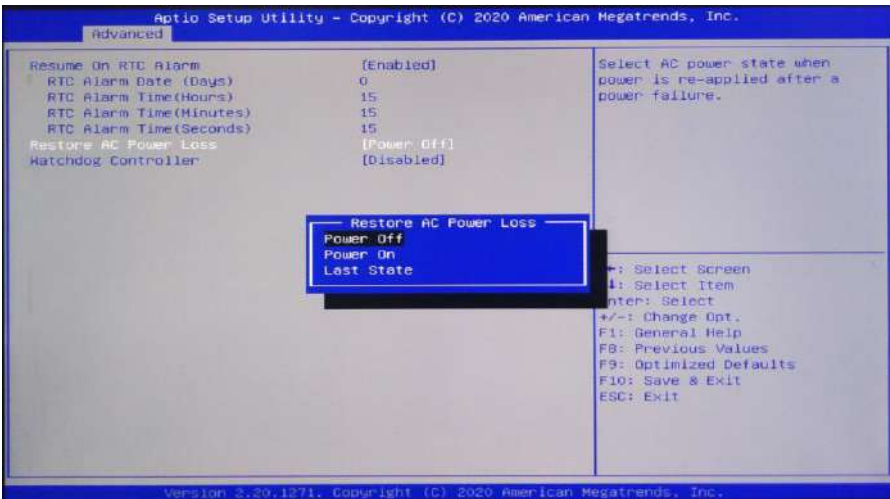 Aptio Setup Utility - Copyright (C) 2020 American Megatrends, Inc.
Advanced
Resume On RTC Alarm [Enabled]
RTC Alarm Date (Days) 0
RTC Alarm Time(Hours) 15
RTC Alarm Time(Minutes) 15
RTC Alarm Time(Seconds) 15
Restore AC Power Loss [Power Off]
Watchdog Controller [Disabled]
Select AC power state when
power is re-applied after a
power failure.
Restore AC Power Loss
Power Off
Power On
Last State
: Select Screen
: Select Item
nter: Select
+/-: Change Opt.
F1: General Help
F8: Previous Values
F9: Optimized Defaults
F10: Save & Exit
ESC: Exit
Version 2.20.1271. Copyright (C) 2020 American Megatrends, Inc.